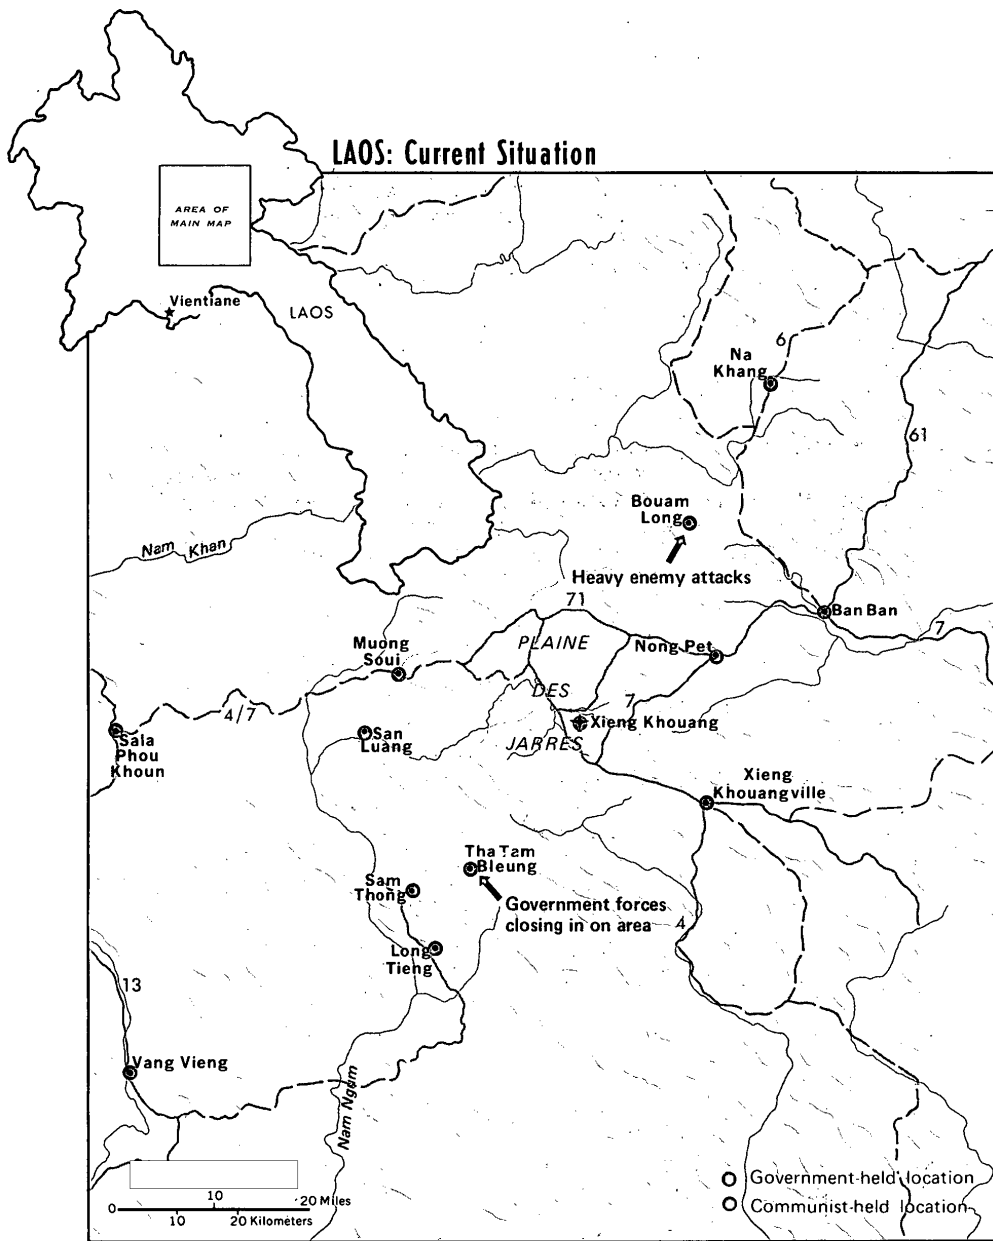 LAOS: Current Situation
AREA OF
MAIN MAP
Vientiane
LAOS
6
Na
Khang
61
Bouam
Long
Heavy enemy attacks
Nam Khan
71
Ban Ban
7
Muong
Soui
PLAINE
Nong Pet
DES
7
4/7
Xieng Khouang
Sala
Phou
Khoun
San
Luang
JARRES
Xieng
Khouangville
Tha Tam
Bleung
Sam
Thong
Government forces
closing in on area
4
Long
Tieng
13
Vang Vieng
Nam Ngum
Government-held location
Communist-held location
10
20 Miles
0
10
20 Kilometers